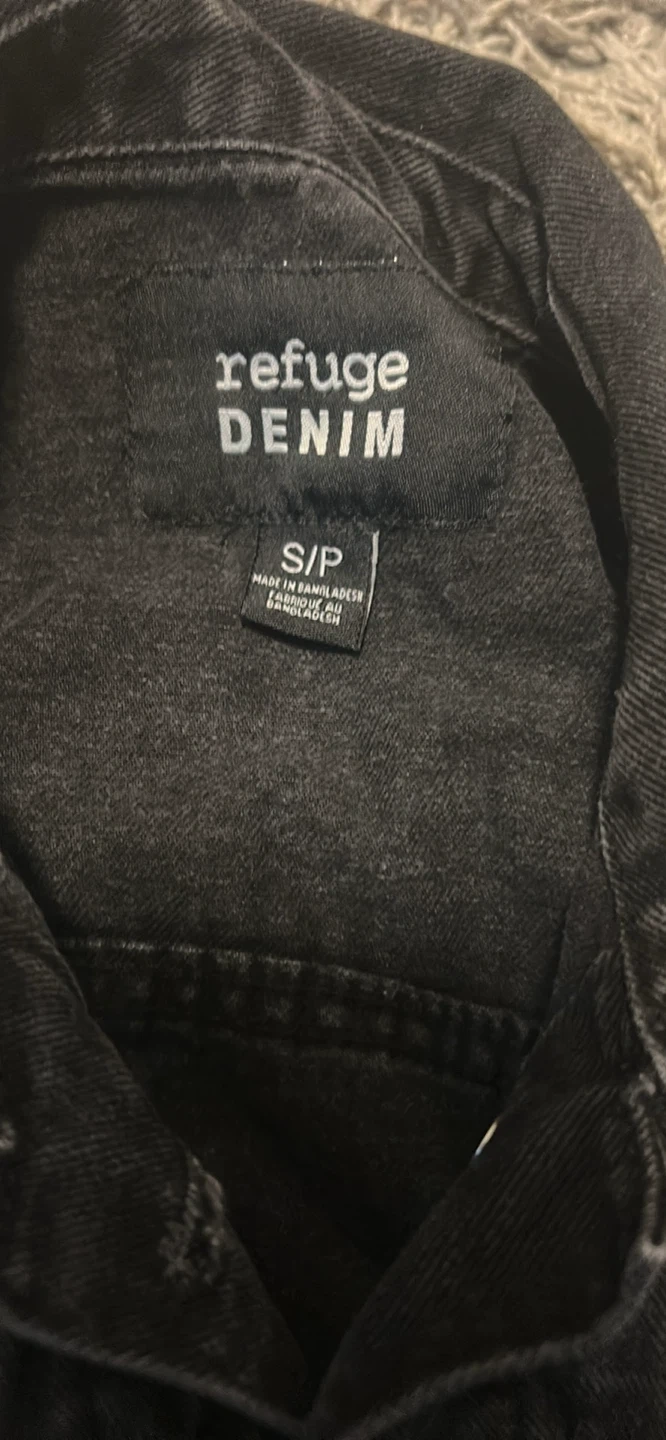 refuge
DENIM
S/P
MADE IN BANGLADESH
FABRIQUÉ AU
BANGLADESH